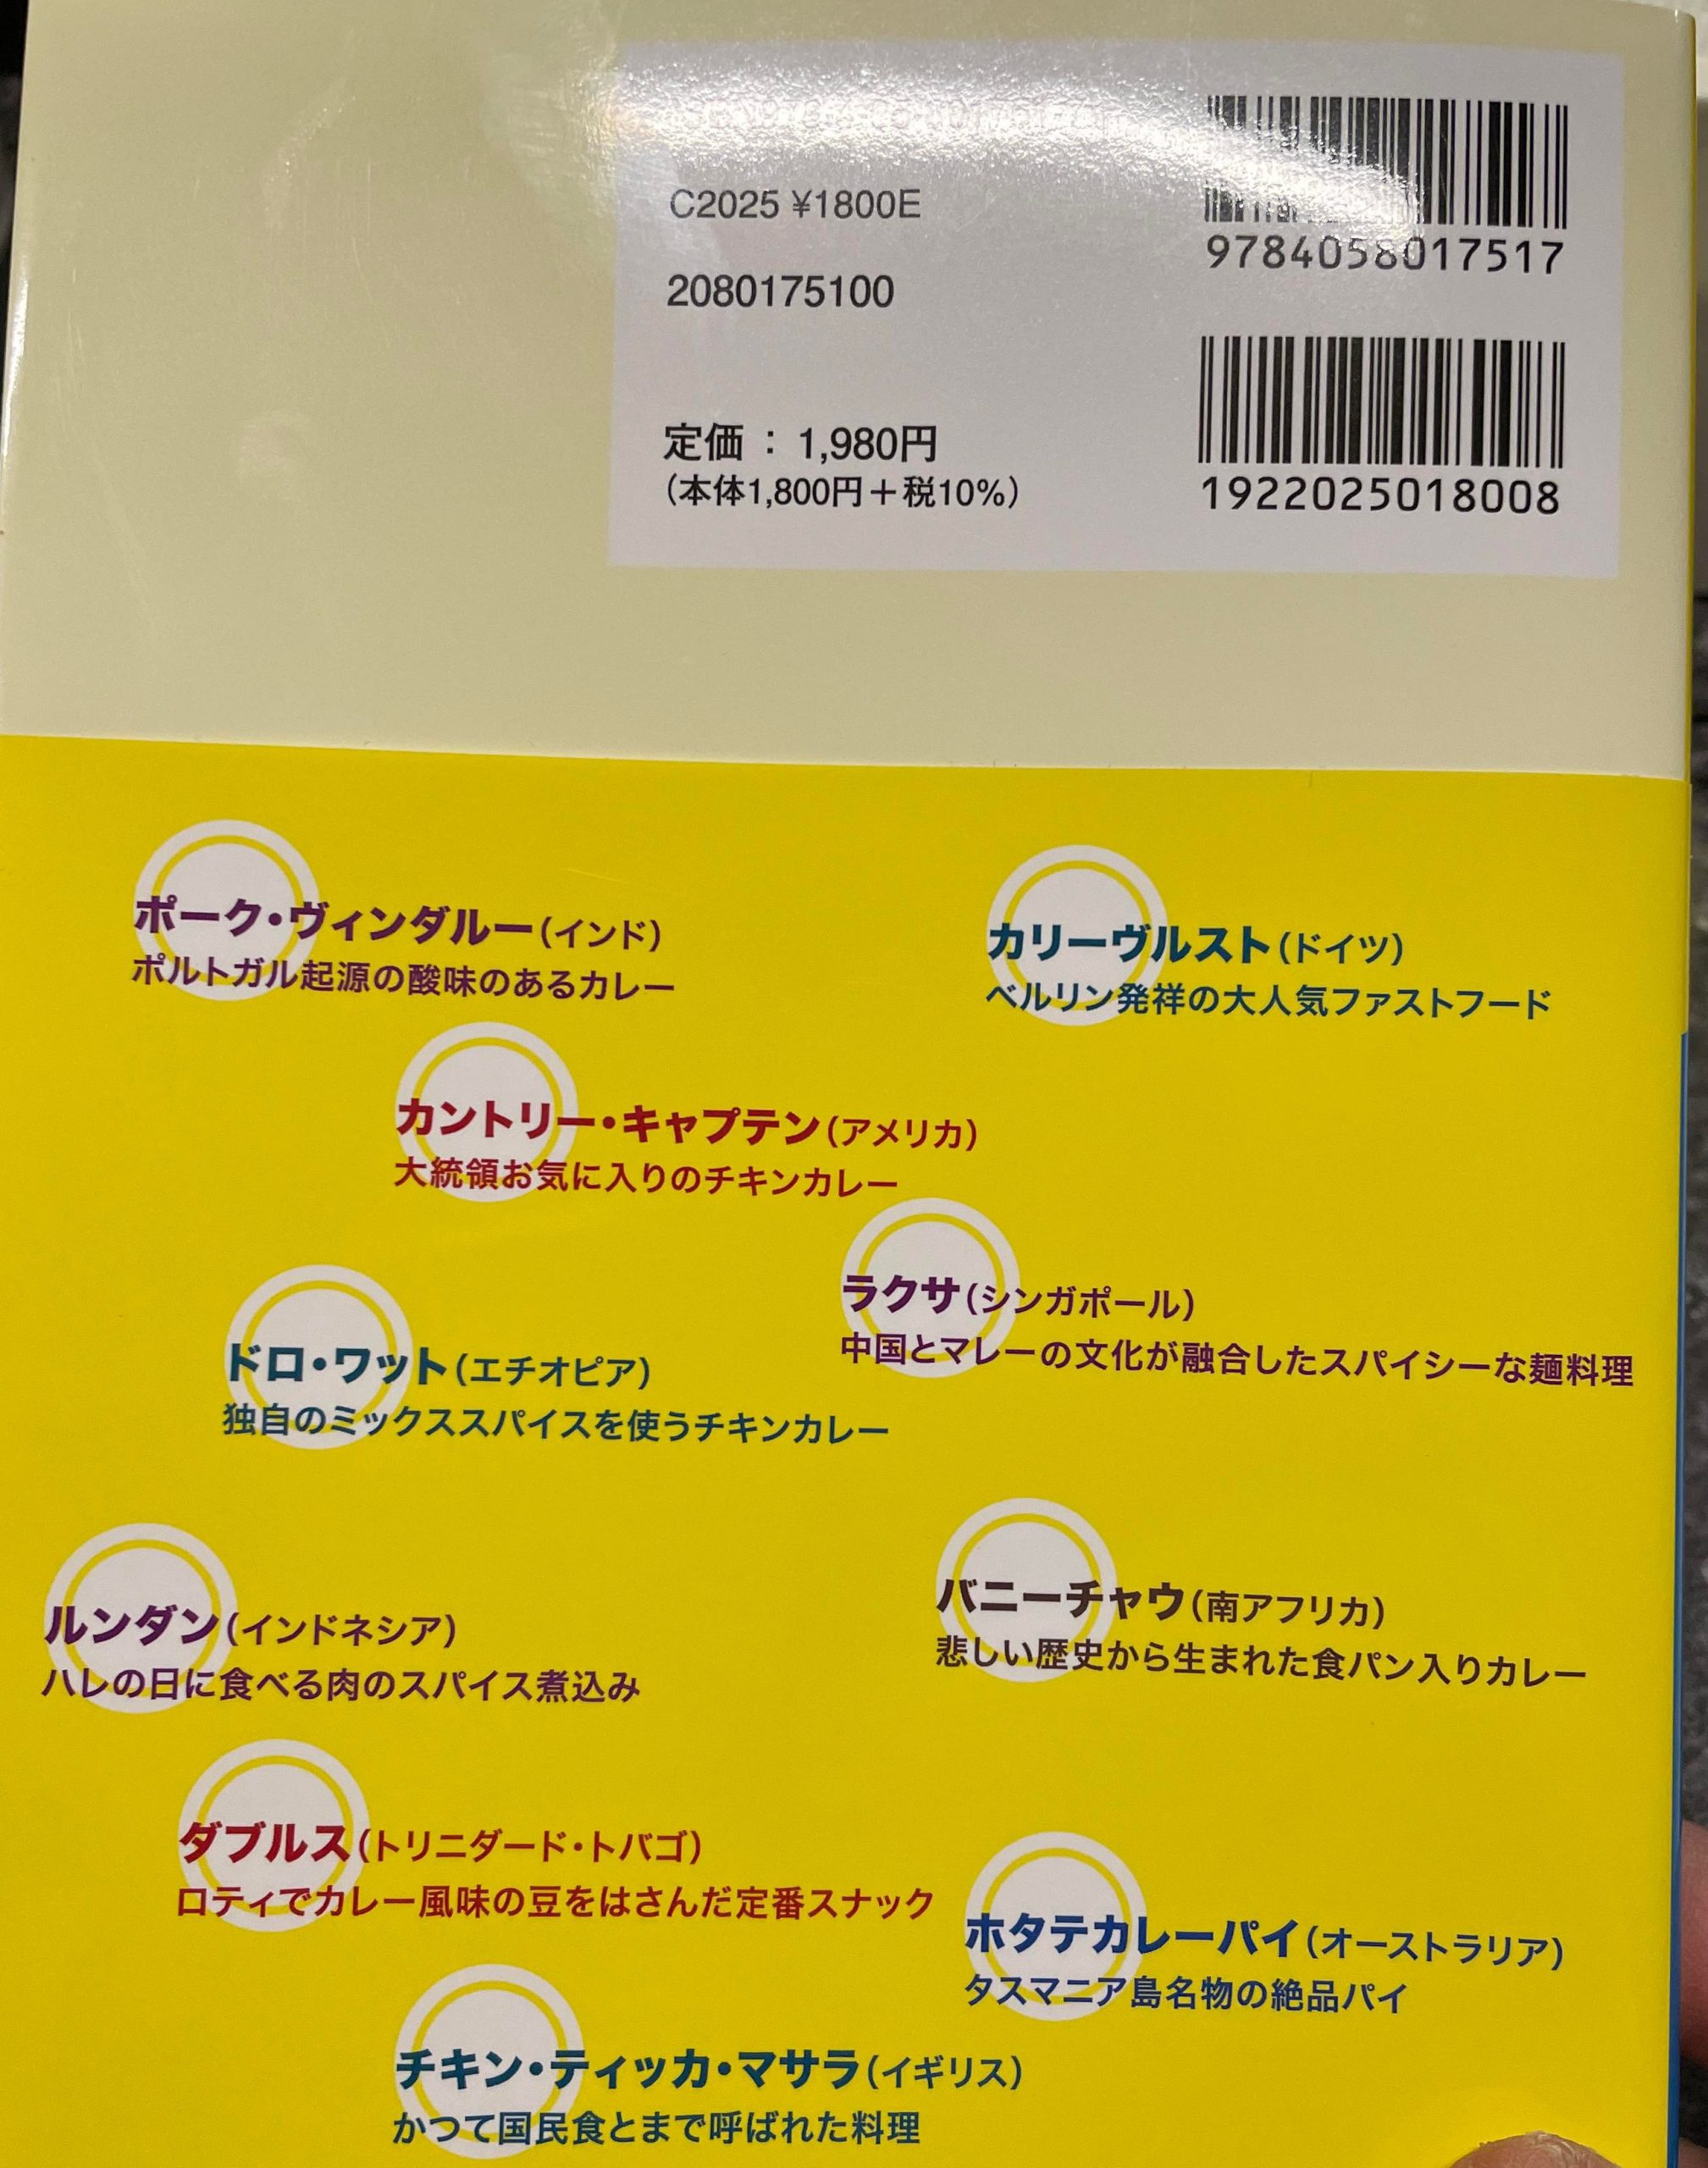 C2025 ¥1800E
9784058017517
2080175100
定価 : 1,980円
(本体1,800円+税10%)
1922025018008
ポーク・ヴィンダルー(インド)
ポルトガル起源の酸味のあるカレー
カリーヴルスト(ドイツ)
ベルリン発祥の大人気ファストフード
カントリー・キャプテン(アメリカ)
大統領お気に入りのチキンカレー
ラクサ(シンガポール)
中国とマレーの文化が融合したスパイシーな麺料理
ドロ・ワット(エチオピア)
独自のミックススパイスを使うチキンカレー
バニーチャウ(南アフリカ)
悲しい歴史から生まれた食パン入りカレー
ルンダン(インドネシア)
ハレの日に食べる肉のスパイス煮込み
ダブルス(トリニダード・トバゴ)
ロティでカレー風味の豆をはさんだ定番スナック
ホタテカレーパイ(オーストラリア)
タスマニア島名物の絶品パイ
チキン・ティッカ・マサラ(イギリス)
かつて国民食とまで呼ばれた料理